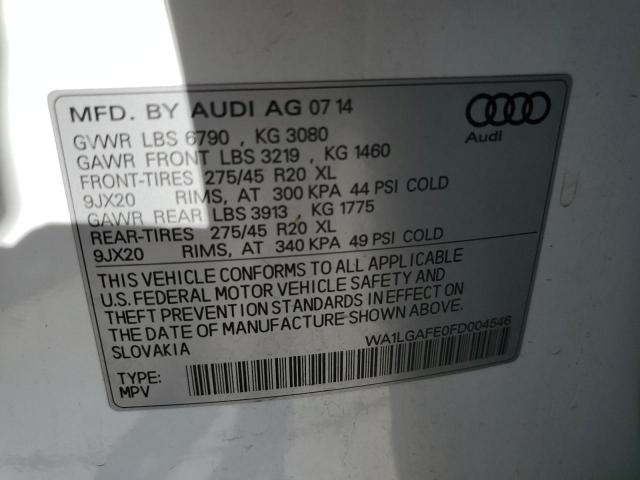 MFD. BY AUDI AG 07 14
Audi
GVWR LBS 6790 , KG 3080
GAWR FRONT LBS 3219 , KG 1460
FRONT-TIRES 275/45 R20 XL
9JX20 RIMS, AT 300 KPA 44 PSI COLD
GAWR REAR LBS 3913 , KG 1775
REAR-TIRES 275/45 R20 XL
9JX20 RIMS, AT 340 KPA 49 PSI COLD
THIS VEHICLE CONFORMS TO ALL APPLICABLE
U.S. FEDERAL MOTOR VEHICLE SAFETY AND
THEFT PREVENTION STANDARDS IN EFFECT ON
THE DATE OF MANUFACTURE SHOWN ABOVE.
SLOVAKIA
WA1LGAFE0FD004546
TYPE:
MPV